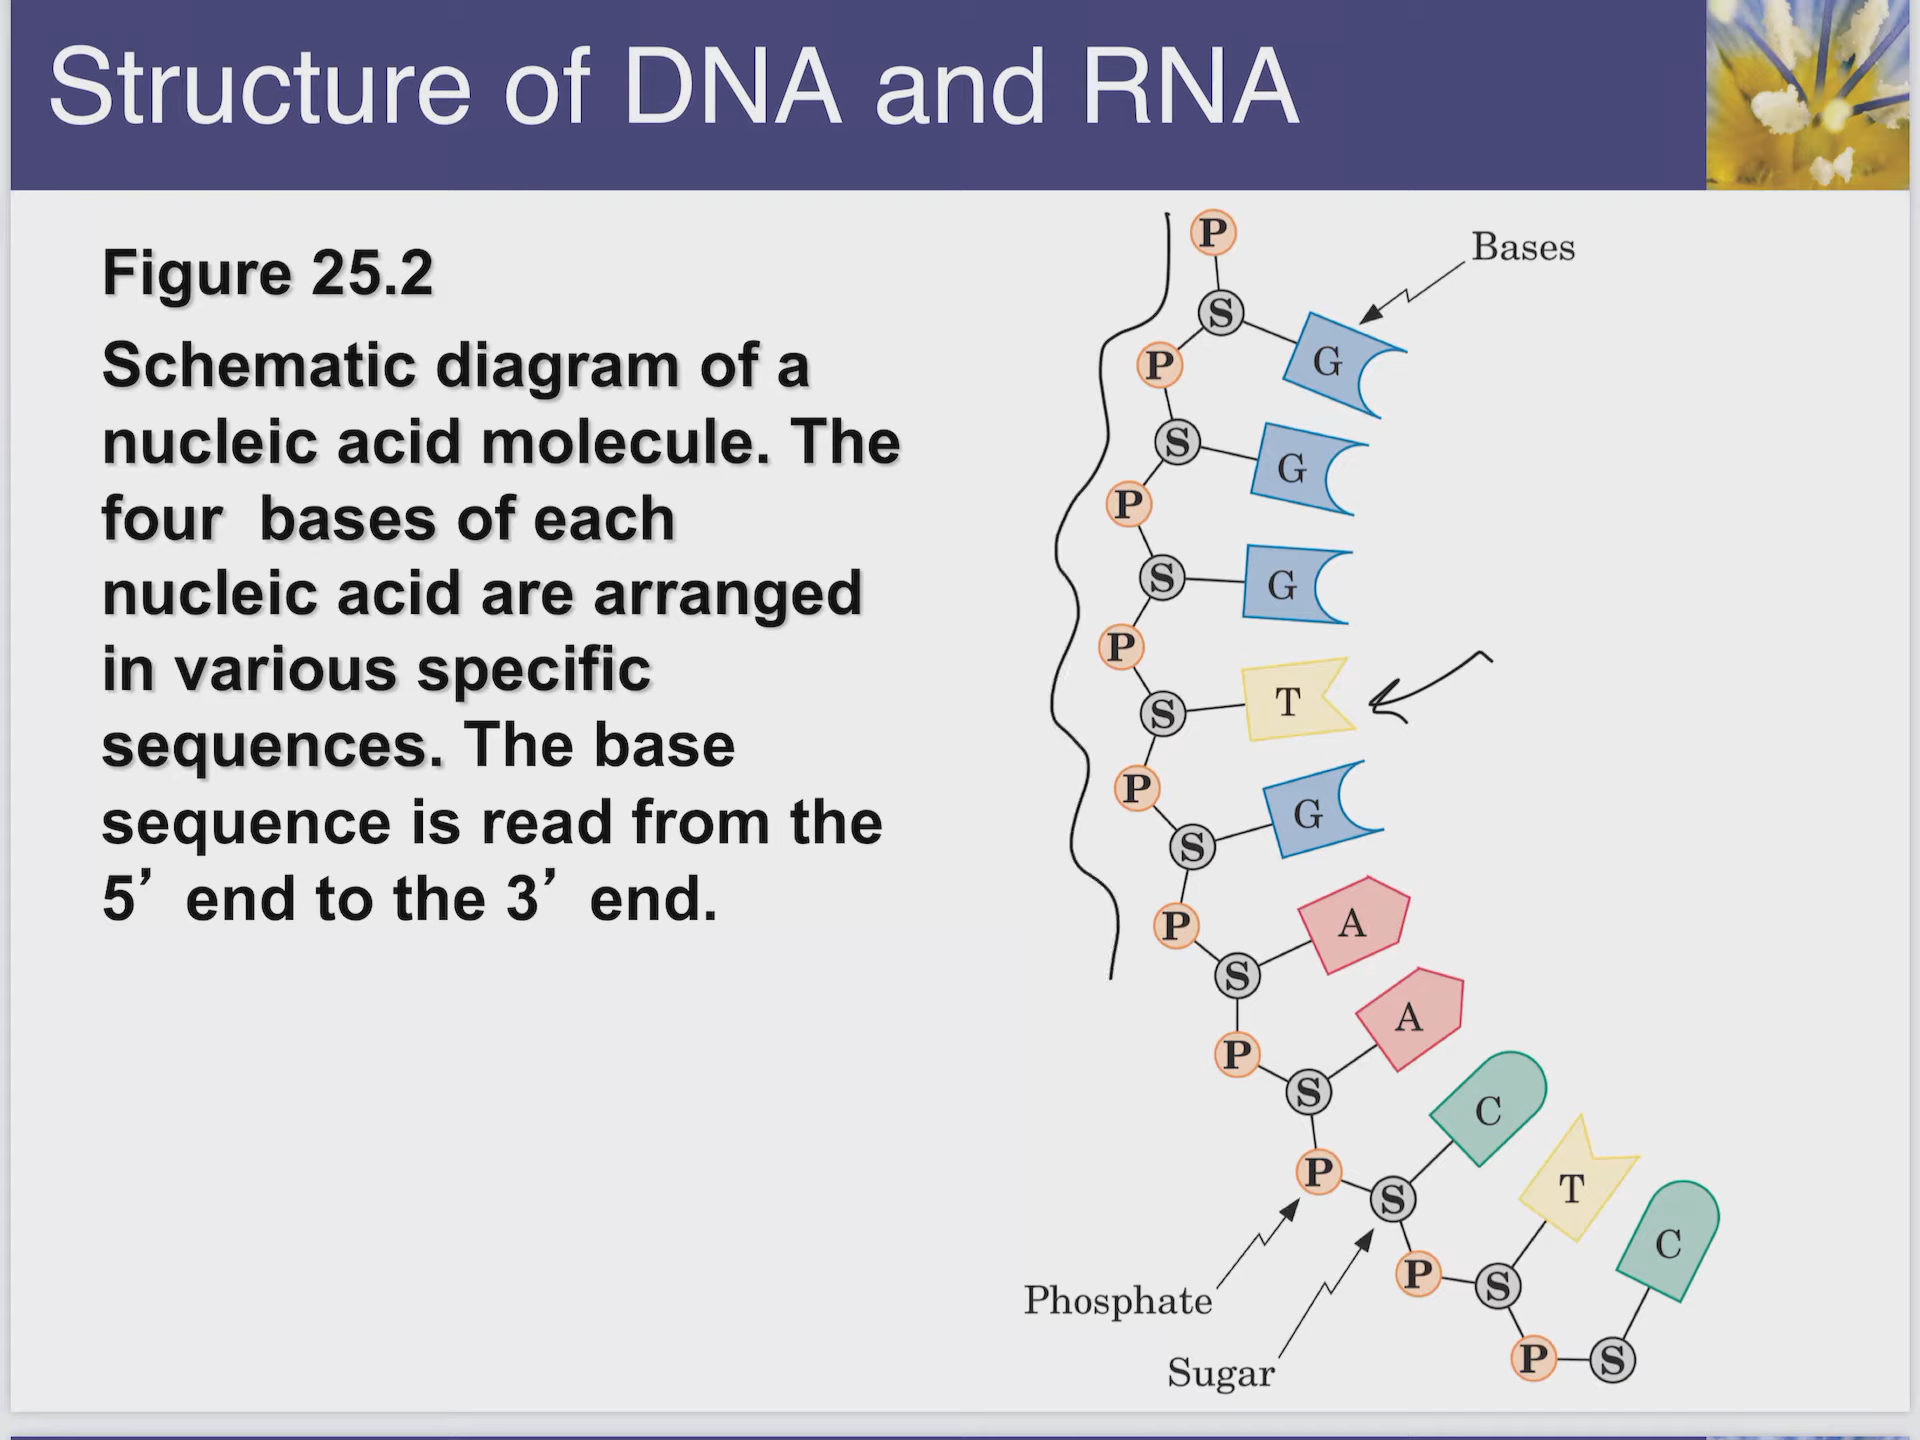 Structure of DNA and RNA
Figure 25.2
Schematic diagram of a
nucleic acid molecule. The
four  bases of each
nucleic acid are arranged
in various specific
sequences. The base
sequence is read from the
5’ end to the 3’ end.
P
Bases
S
G
P
S
G
P
S
G
P
S
T
P
S
G
P
S
A
P
S
A
P
S
C
P
S
T
P
S
C
Phosphate
Sugar